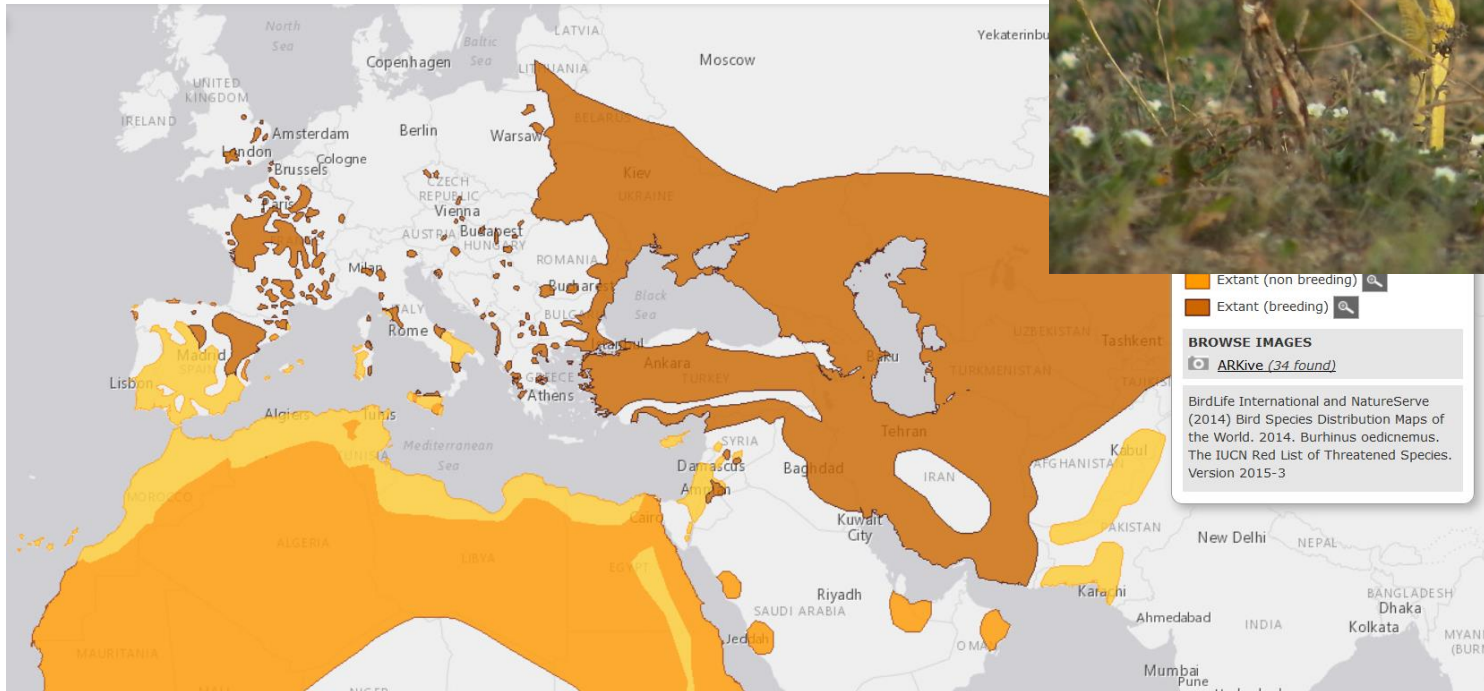 North
Sea
Baltic
Sea
LATVIA
Yekaterinbu
Copenhagen
LITHUANIA
Moscow
UNITED
KINGDOM
IRELAND
BELARUS
Amsterdam
Berlin
Warsaw
London
Cologne
Brussels
Kiev
UKRAINE
Paris
CZECH
REPUBLIC
Vienna
AUSTRIA
Budapest
HUNGARY
Milan
ROMANIA
Bucharest
ITALY
Rome
BULGARIA
Black
Sea
Istanbul
Ankara
TURKEY
Baku
UZBEKISTAN
TURKMENISTAN
Tashkent
TAJIKIS
Madrid
SPAIN
Lisbon
GREECE
Athens
Algiers
Tunis
TUNISIA
Mediterranean
Sea
SYRIA
Damascus
Amman
Baghdad
Tehran
IRAN
Kabul
AFGHANISTAN
PAKISTAN
MOROCCO
ALGERIA
LIBYA
Cairo
EGYPT
Kuwait
City
New Delhi
NEPAL
Karachi
Riyadh
SAUDI ARABIA
Jeddah
OMAN
Ahmedabad
INDIA
BANGLADESH
Dhaka
Kolkata
MYAN
(BURM
Mumbai
Pune
MAURITANIA
MALI
NIGER
Extant (non breeding)
Extant (breeding)
BROWSE IMAGES
ARKive (34 found)
BirdLife International and NatureServe
(2014) Bird Species Distribution Maps of
the World. 2014. Burhinus oedicnemus.
The IUCN Red List of Threatened Species.
Version 2015-3